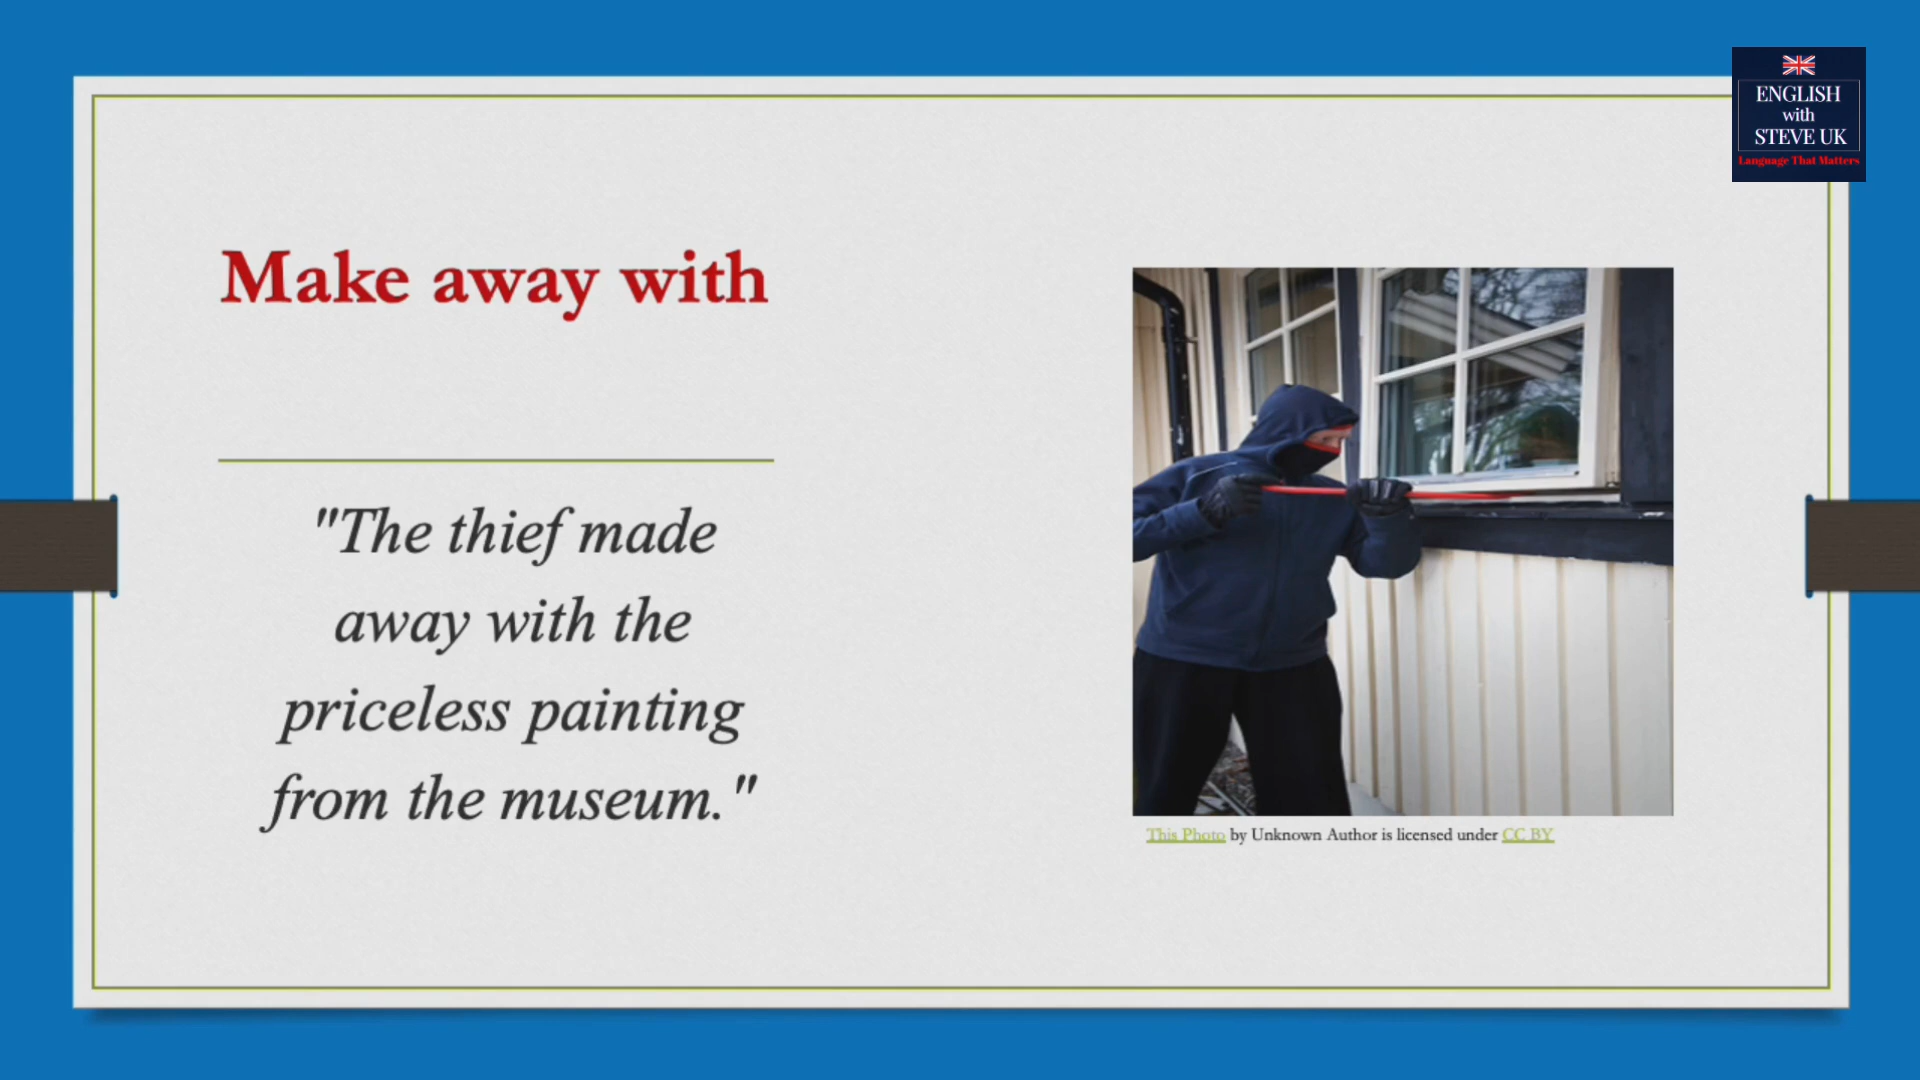 ENGLISH
with
STEVE UK
Language That Matters
Make away with
"The thief made
away with the
priceless painting
from the museum."
This Photo by Unknown Author is licensed under CC BY